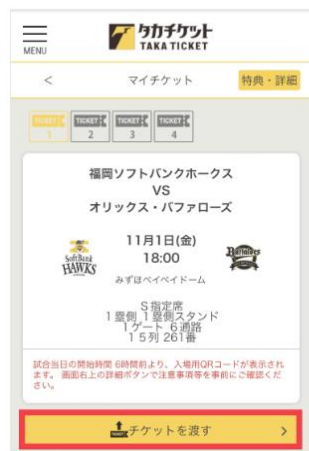 タカチケット
TAKA TICKET
MENU
<
マイチケット
特典・詳細
TICKET 1
TICKET 2
TICKET 3
TICKET 4
福岡ソフトバンクホークス
VS
オリックス・バファローズ
11月1日(金)
18:00
SoftBank
HAWKS
Buffaloes
みずほペイペイドーム
S指定席
1塁側 1塁側スタンド
1ゲート 6通路
15列 261番
試合当日の開始時間 6時間前より、入場用QRコードが表示され
ます。 画面右上の詳細ボタンで注意事項等を事前にご確認くだ
さい。
チケットを渡す
>